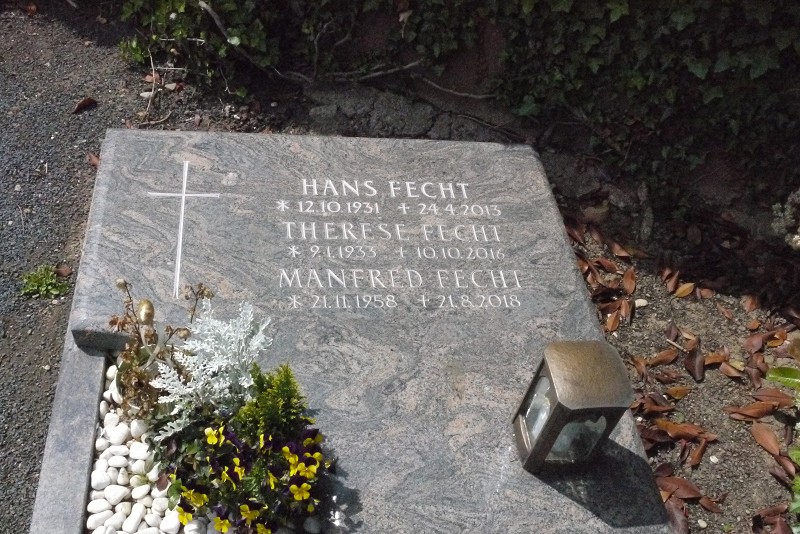 HANS FECHT
* 12.10.1931 ✝ 24.4.2013
THERESE FECHT
* 9.1.1933 ✝ 10.10.2016
MANFRED FECHT
* 21.11.1958 ✝ 21.8.2018